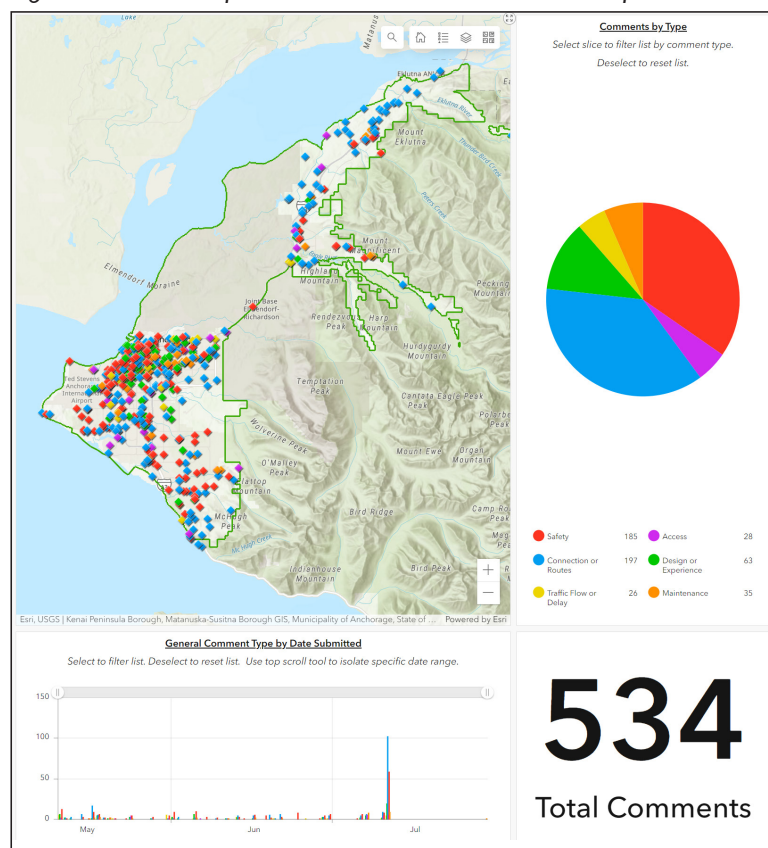 Lake
Matanus
Eklutna
Eklutna River
Mount
Eklutna
Thunder Bird Creek
Peters Creek
Mount
Magnificent
Elmendorf Moraine
Highland
Mountain
Joint Base
Elmendorf-
Richardson
Rendezvous
Peak
Harp
Mountain
Pecking
Mountain
Hurdygurdy
Mountain
Ted Stevens
Anchorage
International
Airport
Temptation
Peak
Cantata
Peak
Eagle Peak
Polarb
Peak
Wolverine Peak
Mount Ewe
Organ
Mountain
O'Malley
Peak
Flattop
Mountain
Bird Ridge
Camp Ro
Peak
McHugh
Peak
McHugh Creek
Indianhouse
Mountain
Bird Peak
+
−
Esri, USGS | Kenai Peninsula Borough, Matanuska-Susitna Borough GIS, Municipality of Anchorage, State of ... Powered by Esri
Comments by Type
Select slice to filter list by comment type.
Deselect to reset list.
Safety 185
Access 28
Connection or
Routes 197
Design or
Experience 63
Traffic Flow or
Delay 26
Maintenance 35
General Comment Type by Date Submitted
Select to filter list. Deselect to reset list. Use top scroll tool to isolate specific date range.
150
100
50
0
May
Jun
Jul
534
Total Comments